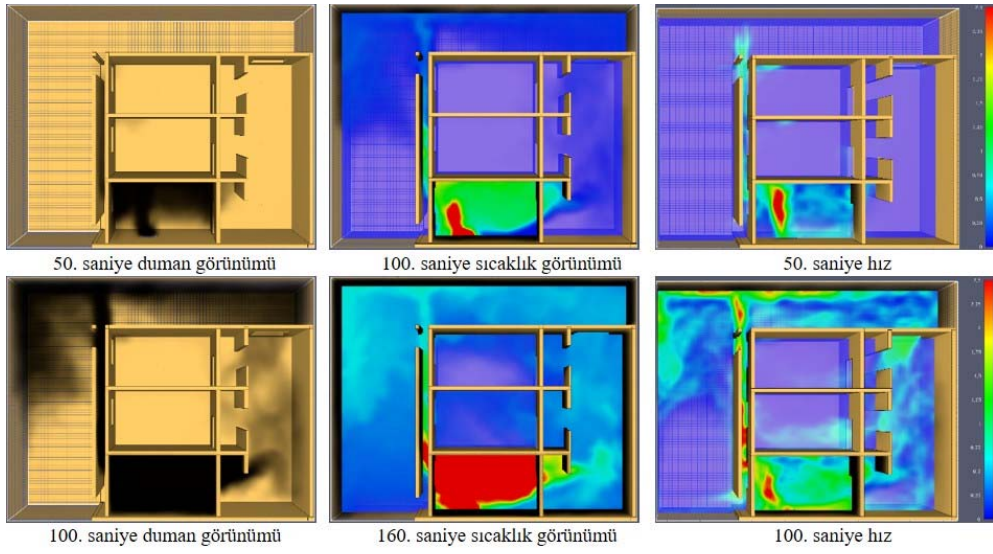 50. saniye duman görünümü
100. saniye sıcaklık görünümü
50. saniye hız
100. saniye duman görünümü
160. saniye sıcaklık görünümü
100. saniye hız